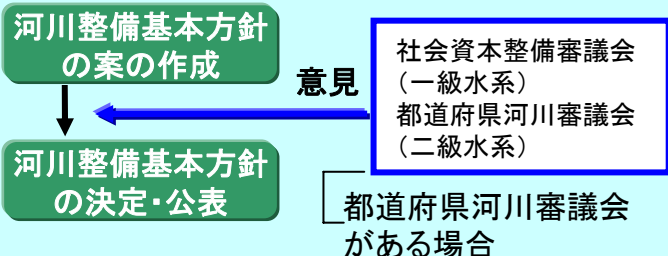 河川整備基本方針
の案の作成
意見
社会資本整備審議会
（一級水系）
都道府県河川審議会
（二級水系）
河川整備基本方針
の決定・公表
都道府県河川審議会
がある場合